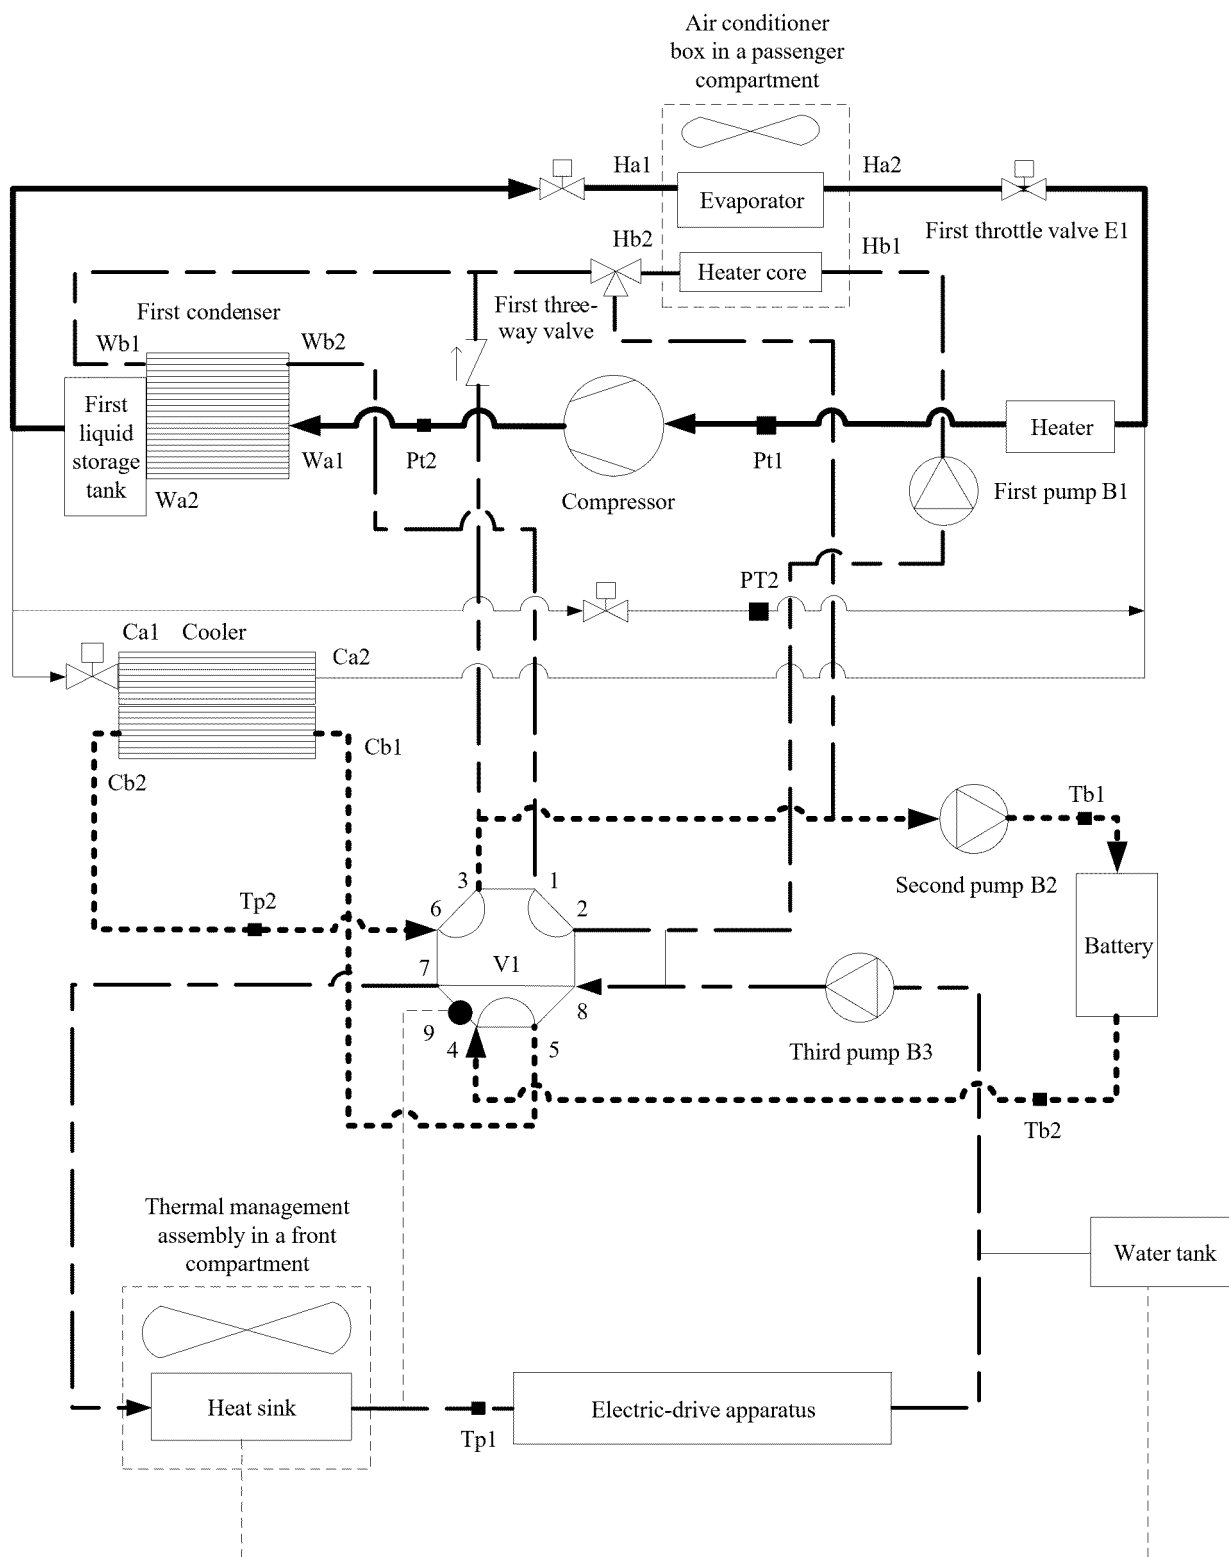 Air conditioner
box in a passenger
compartment
Ha1
Ha2
Evaporator
First throttle valve E1
Hb2
Hb1
Heater core
First condenser
First three-
way valve
Wb1
Wb2
First
liquid
storage
tank
Wa1
Pt2
Pt1
Heater
Wa2
Compressor
First pump B1
PT2
Ca1
Cooler
Ca2
Cb1
Cb2
Tb1
Second pump B2
3
1
Tp2
6
2
Battery
V1
7
8
9
4
5
Third pump B3
Tb2
Thermal management
assembly in a front
compartment
Water tank
Heat sink
Electric-drive apparatus
Tp1